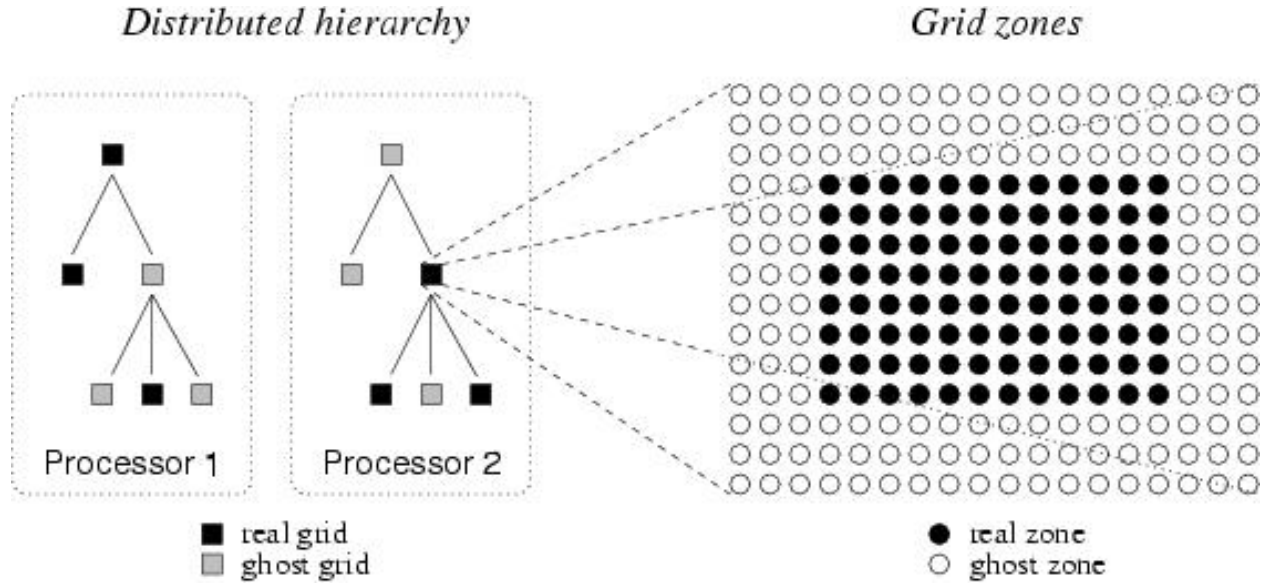 Distributed hierarchy
Grid zones
Processor 1
Processor 2
real grid
ghost grid
real zone
ghost zone